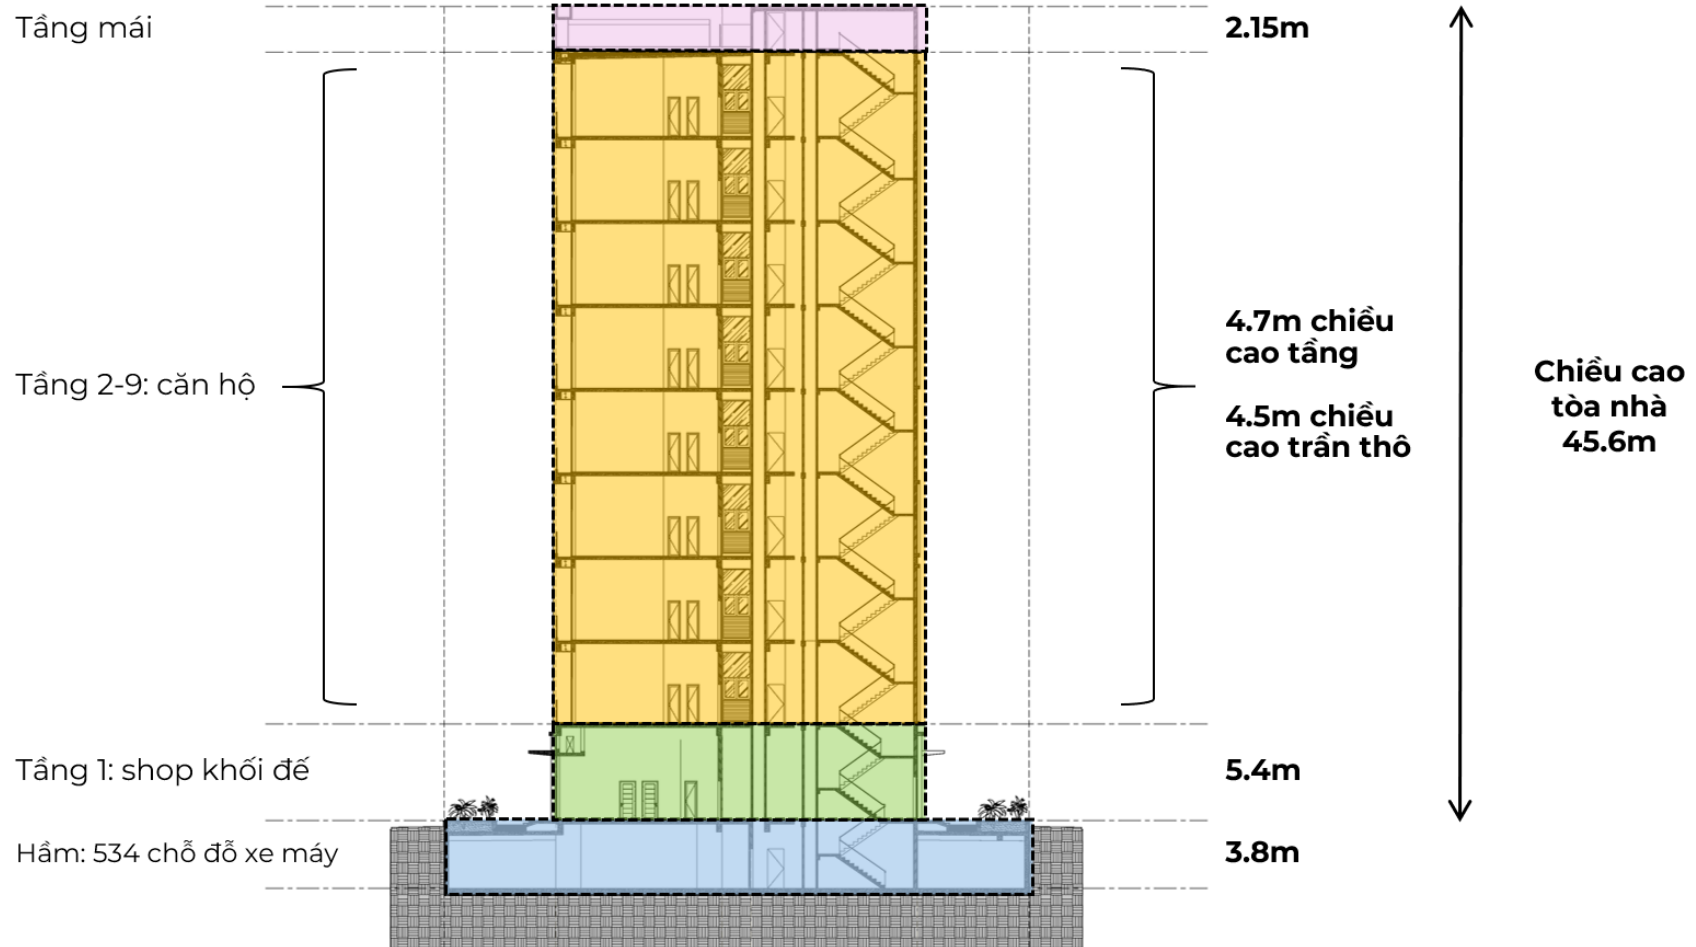 Tầng mái
2.15m
Tầng 2-9: căn hộ
4.7m chiều
cao tầng
4.5m chiều
cao trần thô
Chiều cao
tòa nhà
45.6m
Tầng 1: shop khối đế
5.4m
Hầm: 534 chỗ đỗ xe máy
3.8m